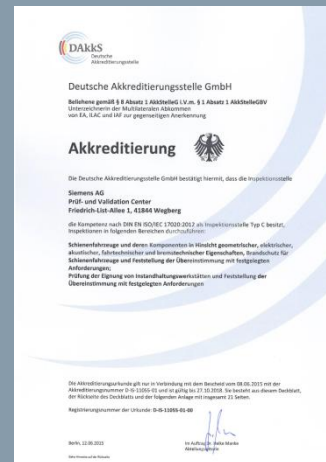 DAkkS
Deutsche
Akkreditierungsstelle
Deutsche Akkreditierungsstelle GmbH
Beliehene gemäß § 8 Absatz 1 AkkStelleG i.V.m. § 1 Absatz 1 AkkStelleGBV
Unterzeichnerin der Multilateralen Abkommen
von EA, ILAC und IAF zur gegenseitigen Anerkennung
Akkreditierung
Die Deutsche Akkreditierungsstelle GmbH bestätigt hiermit, dass die Inspektionsstelle
Siemens AG
Prüf- und Validation Center
Friedrich-List-Allee 1, 41844 Wegberg
die Kompetenz nach DIN EN ISO/IEC 17020:2012 als Inspektionsstelle Typ C besitzt,
Inspektionen in folgenden Bereichen durchzuführen:
Schienenfahrzeuge und deren Komponenten in Hinsicht geometrischer, elektrischer,
akustischer, fahrtechnischer und bremstechnischer Eigenschaften, Brandschutz für
Schienenfahrzeuge und Feststellung der Übereinstimmung mit festgelegten
Anforderungen;
Prüfung der Eignung von Instandhaltungswerkstätten und Feststellung der
Übereinstimmung mit festgelegten Anforderungen
Die Akkreditierungsurkunde gilt nur in Verbindung mit dem Bescheid vom 08.06.2015 mit der
Akkreditierungsnummer D-IS-11055-01 und ist gültig bis 27.10.2018. Sie besteht aus diesem Deckblatt,
der Rückseite des Deckblatts und der folgenden Anlage mit insgesamt 21 Seiten.
Registrierungsnummer der Urkunde: D-IS-11055-01-00
Berlin,
Im Auftrag Dr. Heike Manke
Abteilungsleiterin